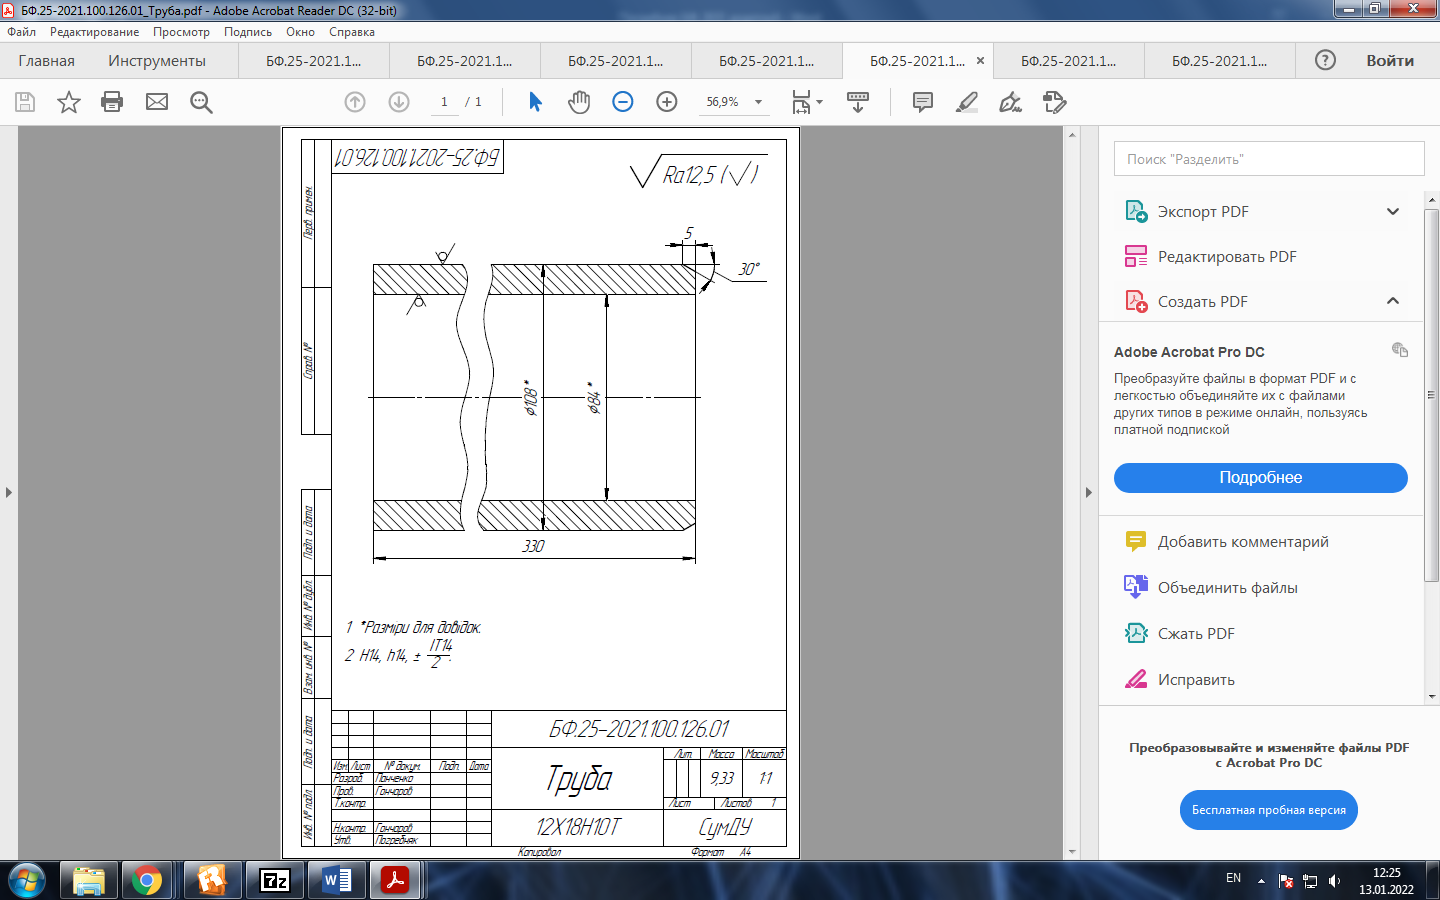 БФ.25-2021.100.126.01_Труба.pdf - Adobe Acrobat Reader DC (32-bit)
Файл Редактирование Просмотр Подпись Окно Справка
Главная Инструменты БФ.25-2021.1... БФ.25-2021.1... БФ.25-2021.1... БФ.25-2021.1... БФ.25-2021.1... × БФ.25-2021.1... БФ.25-2021.1... Войти
1 / 1 56,9%
БФ.25-2021.100.126.01
Ra12,5 (√)
Перв. примен.
Справ. №
Подп. и дата
Инв. № дубл.
Взам. инв. №
Подп. и дата
Инв. № подл.
5
30°
ϕ108*
ϕ84*
330
1 *Розміри для довідок.
2 H14, h14, ± IT14/2.
БФ.25-2021.100.126.01
Изм. Лист № докум. Подп. Дата
Разраб. Панченко
Пров. Гончаров
Т.контр.
Н.контр. Гончаров
Утв. Погребняк
Труба
Лит. Масса Масштаб
9,33 1:1
Лист Листов 1
12Х18Н10Т
СумДУ
Копировал Формат А4
Поиск "Разделить"
Экспорт PDF
Редактировать PDF
Создать PDF
Adobe Acrobat Pro DC
Преобразуйте файлы в формат PDF и с
легкостью объединяйте их с файлами
других типов в режиме онлайн, пользуясь
платной подпиской
Подробнее
Добавить комментарий
Объединить файлы
Сжать PDF
Исправить
Преобразовывайте и изменяйте файлы PDF
с Acrobat Pro DC
Бесплатная пробная версия
EN
12:25
13.01.2022